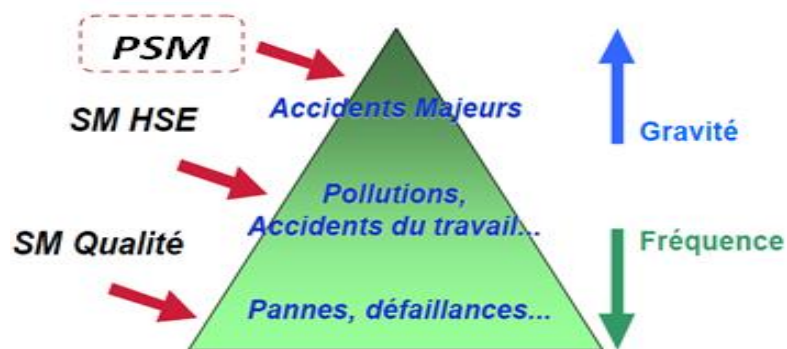 PSM
Accidents Majeurs
SM HSE
Gravité
Pollutions,
Accidents du travail...
SM Qualité
Fréquence
Pannes, défaillances...